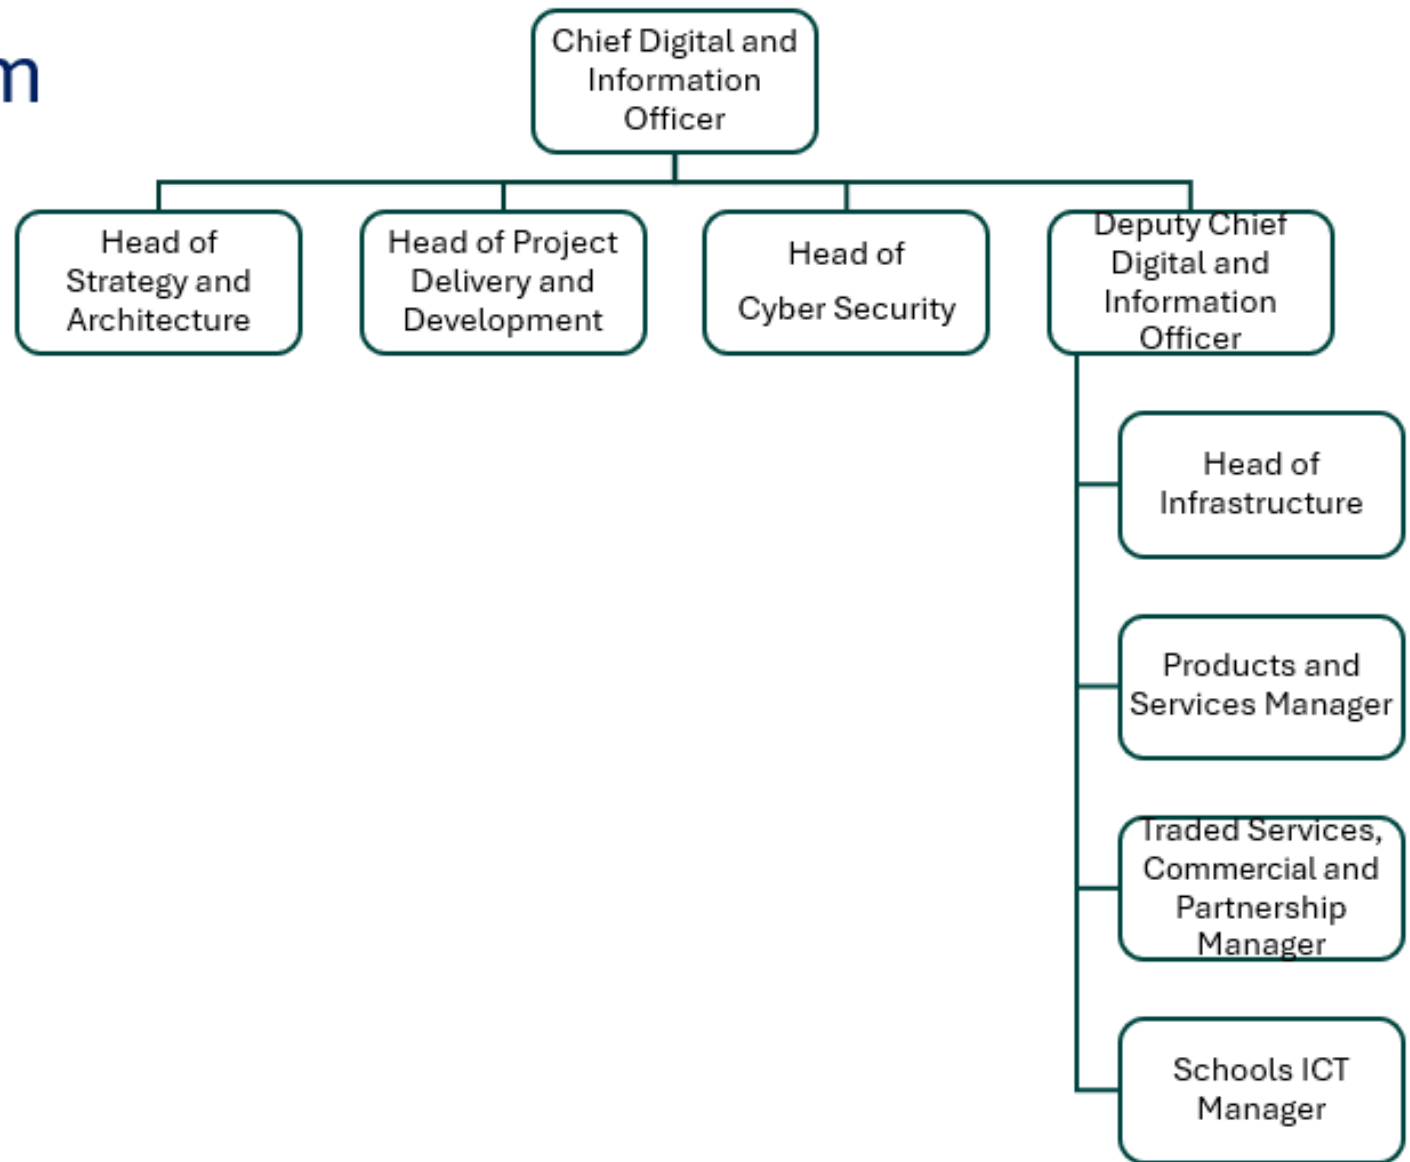 m
Chief Digital and
Information
Officer
Head of
Strategy and
Architecture
Head of Project
Delivery and
Development
Head of
Cyber Security
Deputy Chief
Digital and
Information
Officer
Head of
Infrastructure
Products and
Services Manager
Traded Services,
Commercial and
Partnership
Manager
Schools ICT
Manager